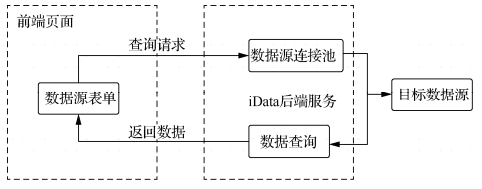 前端页面
查询请求
数据源连接池
数据源表单
iData后端服务
目标数据源
返回数据
数据查询